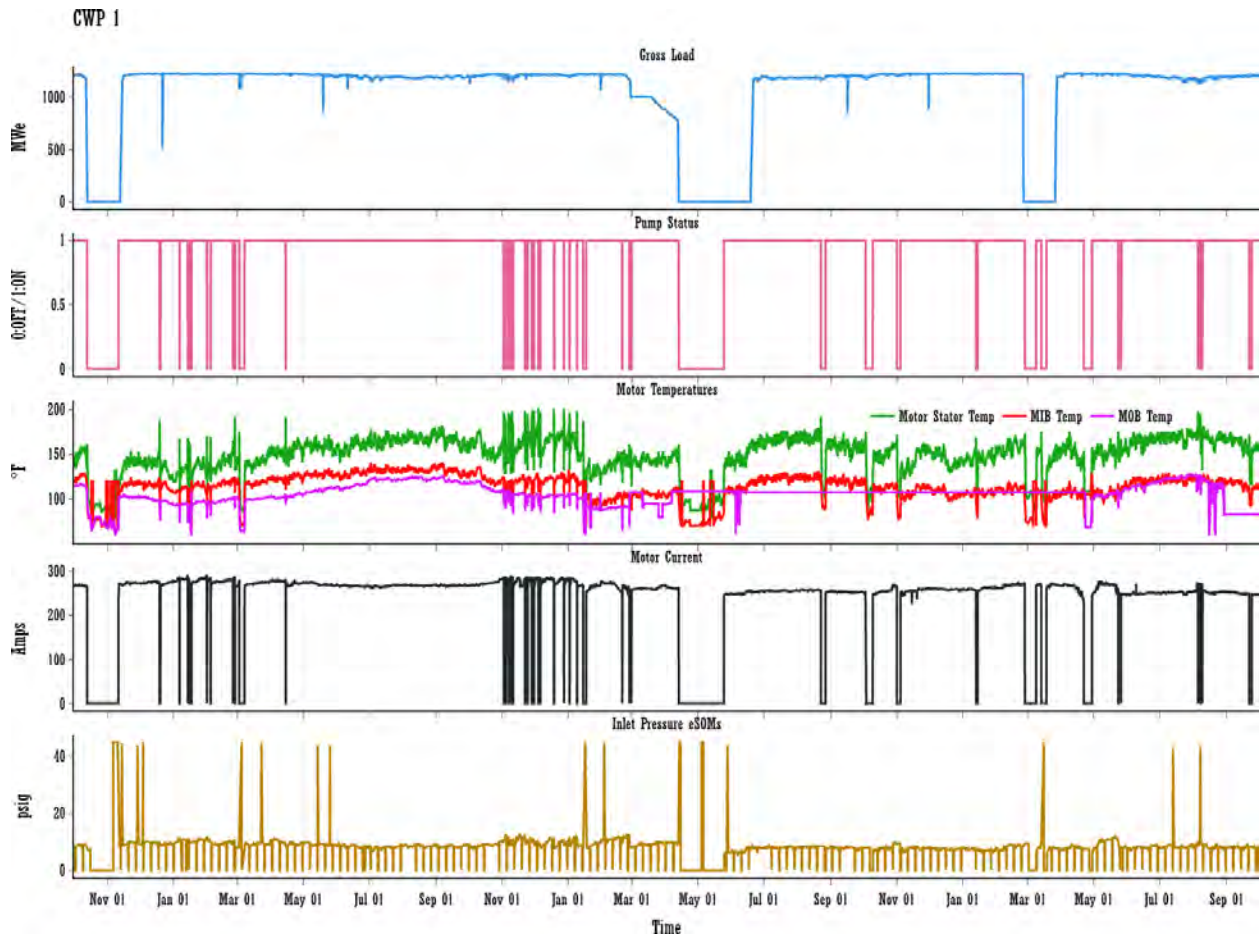 CWP 1
Gross Load
MWe
1000
500
0
Pump Status
0:OFF/1:ON
1
0.5
0
Motor Temperatures
°F
200
150
100
Motor Stator Temp MIB Temp MOB Temp
Motor Current
Amps
300
200
100
0
Inlet Pressure eSOMs
psig
40
20
0
Nov 01 Jan 01 Mar 01 May 01 Jul 01 Sep 01 Nov 01 Jan 01 Mar 01 May 01 Jul 01 Sep 01 Nov 01 Jan 01 Mar 01 May 01 Jul 01 Sep 01
Time